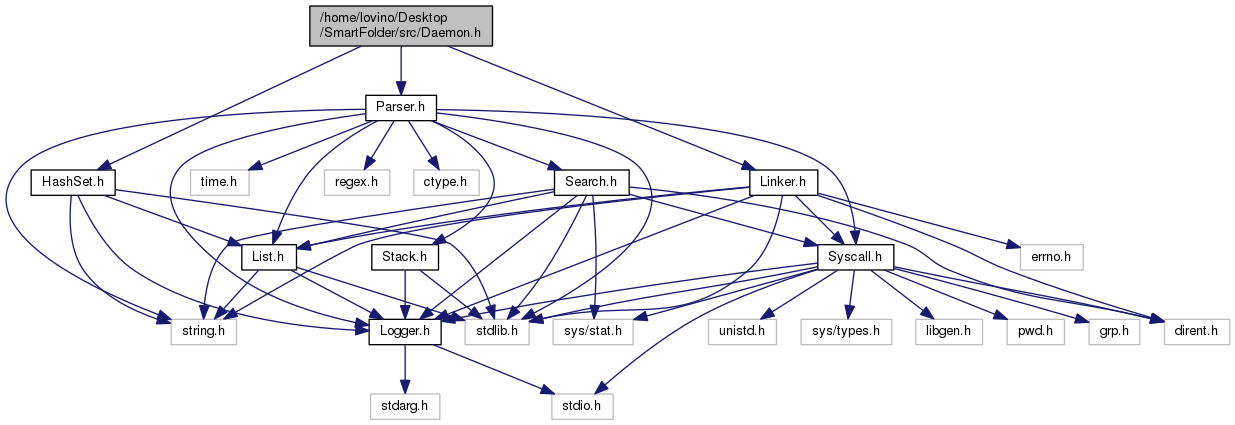 /home/lovino/Desktop
/SmartFolder/src/Daemon.h
Parser.h
HashSet.h
time.h
regex.h
ctype.h
Search.h
Linker.h
List.h
Stack.h
Syscall.h
errno.h
string.h
Logger.h
stdlib.h
sys/stat.h
unistd.h
sys/types.h
libgen.h
pwd.h
grp.h
dirent.h
stdarg.h
stdio.h